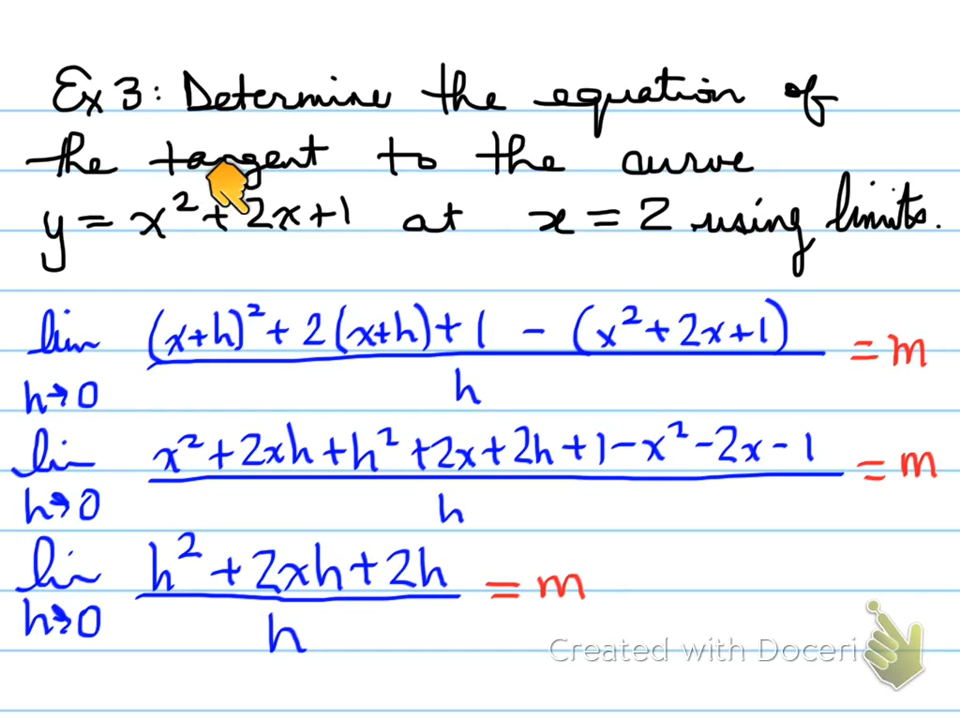 Ex 3: Determine the equation of
the tangent to the curve
y = x² + 2x + 1 at x = 2 using limits.
lim h→0 (x+h)² + 2(x+h) + 1 - (x² + 2x + 1) / h = m
lim h→0 x² + 2xh + h² + 2x + 2h + 1 - x² - 2x - 1 / h = m
lim h→0 h² + 2xh + 2h / h = m
Created with Doceri